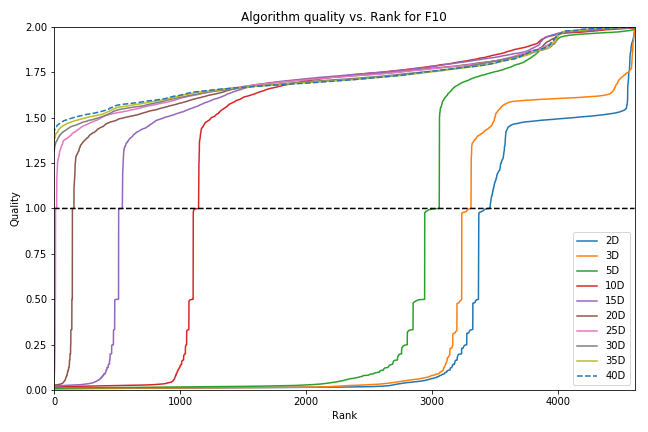 Algorithm quality vs. Rank for F10
Quality
2.00
1.75
1.50
1.25
1.00
0.75
0.50
0.25
0.00
2D
3D
5D
10D
15D
20D
25D
30D
35D
40D
0 1000 2000 3000 4000
Rank